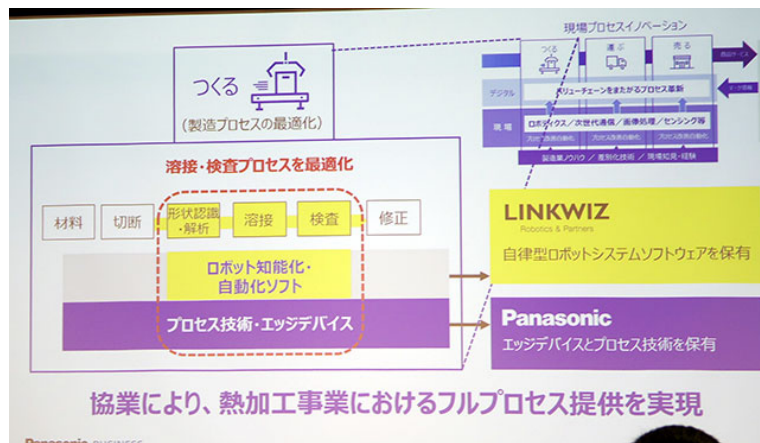 現場プロセスイノベーション
つくる
運ぶ
売る
デジタル
バリューチェーンをまたがるプロセス革新
現場
ロボティクス/次世代通信/画像処理/センシング等
製造業ノウハウ / 差別化技術 / 現場知見・経験
つくる
(製造プロセスの最適化)
溶接・検査プロセスを最適化
材料
切断
形状認識
・解析
溶接
検査
修正
ロボット知能化・
自動化ソフト
プロセス技術・エッジデバイス
LINKWIZ
Robotics & Partners
自律型ロボットシステムソフトウェアを保有
Panasonic
エッジデバイスとプロセス技術を保有
協業により、熱加工事業におけるフルプロセス提供を実現
Panasonic BUSINESS